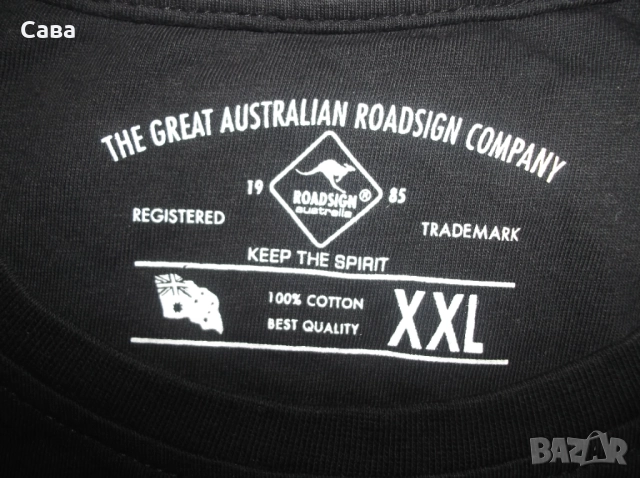 Сава
THE GREAT AUSTRALIAN ROADSIGN COMPANY
19 85
ROADSIGN®
australia
REGISTERED TRADEMARK
KEEP THE SPIRIT
100% COTTON
BEST QUALITY
XXL
BAZAR